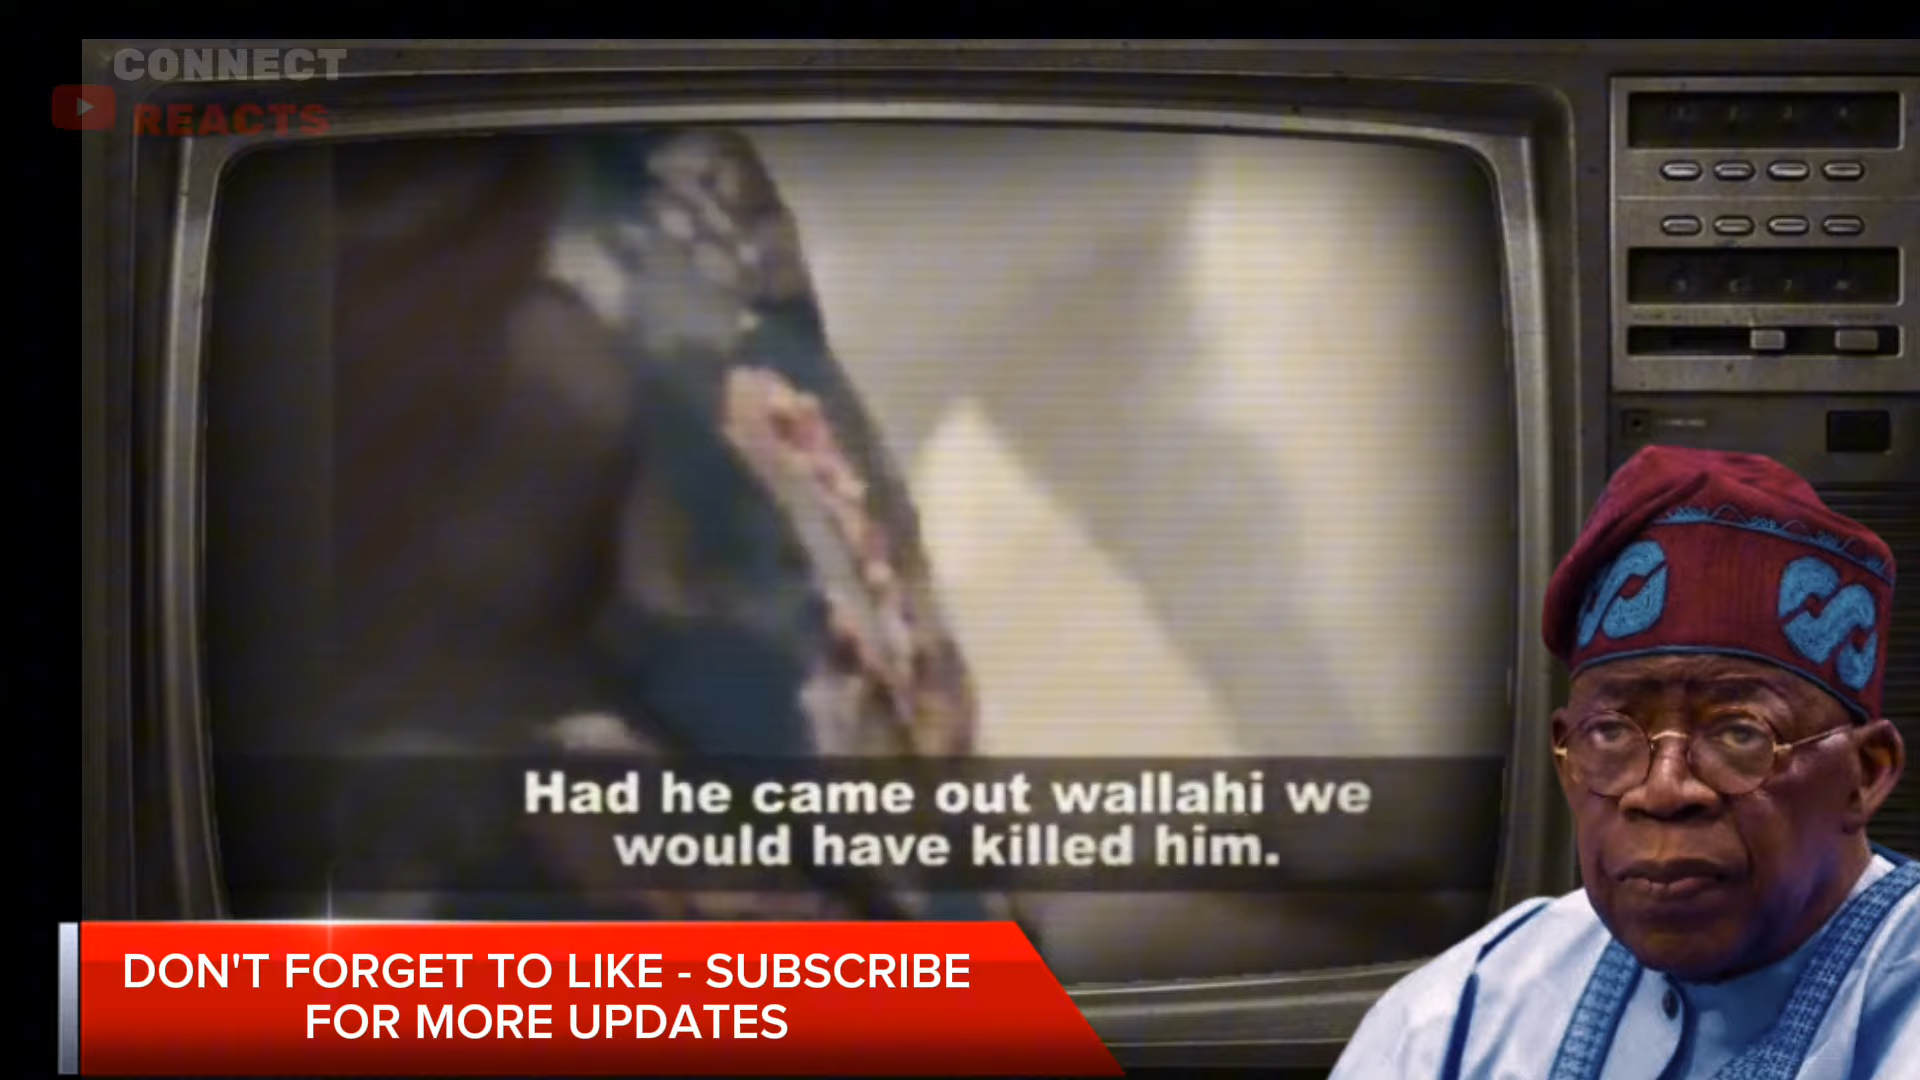 CONNECT
REACTS
Had he came out wallahi we
would have killed him.
DON'T FORGET TO LIKE - SUBSCRIBE
FOR MORE UPDATES